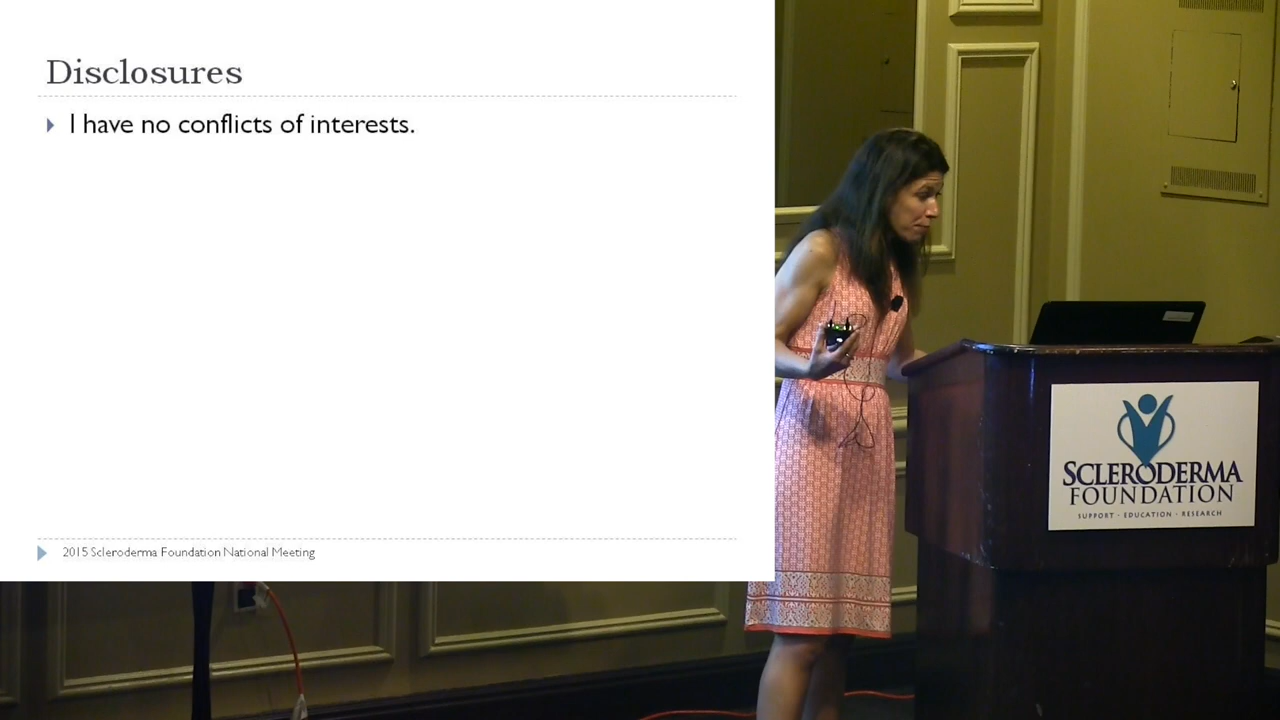 Disclosures
I have no conflicts of interests.
2015 Scleroderma Foundation National Meeting
SCLERODERMA
FOUNDATION
SUPPORT · EDUCATION · RESEARCH